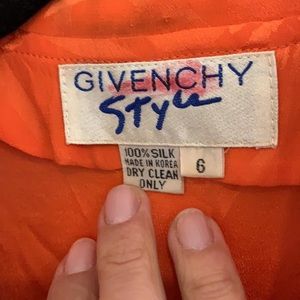 GIVENCHY
Style
100% SILK
MADE IN KOREA
DRY CLEAN
ONLY
6